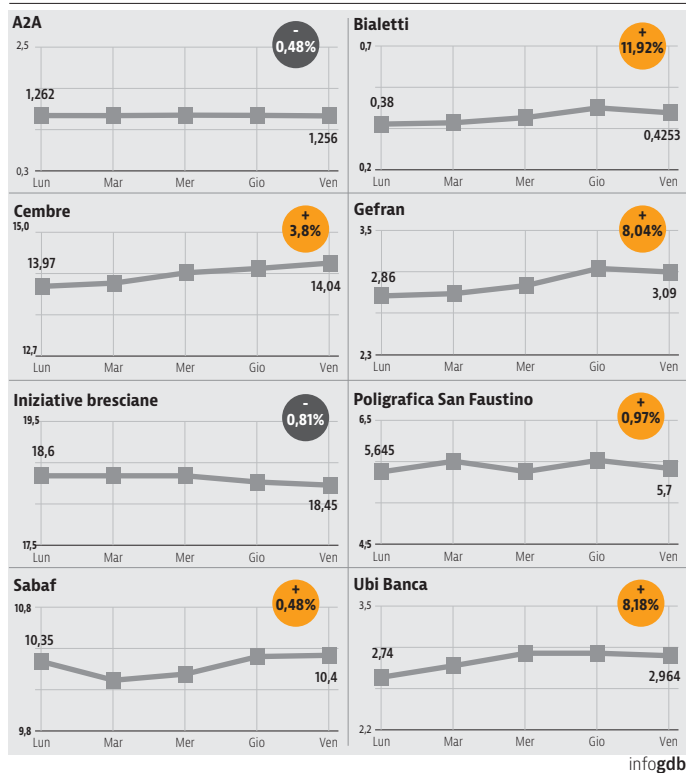 A2A
-
0,48%
2,5
1,262
1,256
0,3
Lun Mar Mer Gio Ven
Bialetti
+
11,92%
0,7
0,38
0,4253
0,2
Lun Mar Mer Gio Ven
Cembre
+
3,8%
15,0
13,97
14,04
12,7
Lun Mar Mer Gio Ven
Gefran
+
8,04%
3,5
2,86
3,09
2,3
Lun Mar Mer Gio Ven
Iniziative bresciane
-
0,81%
19,5
18,6
18,45
17,5
Lun Mar Mer Gio Ven
Poligrafica San Faustino
+
0,97%
6,5
5,645
5,7
4,5
Lun Mar Mer Gio Ven
Sabaf
+
0,48%
10,8
10,35
10,4
9,8
Lun Mar Mer Gio Ven
Ubi Banca
+
8,18%
3,5
2,74
2,964
2,2
Lun Mar Mer Gio Ven
infogdb